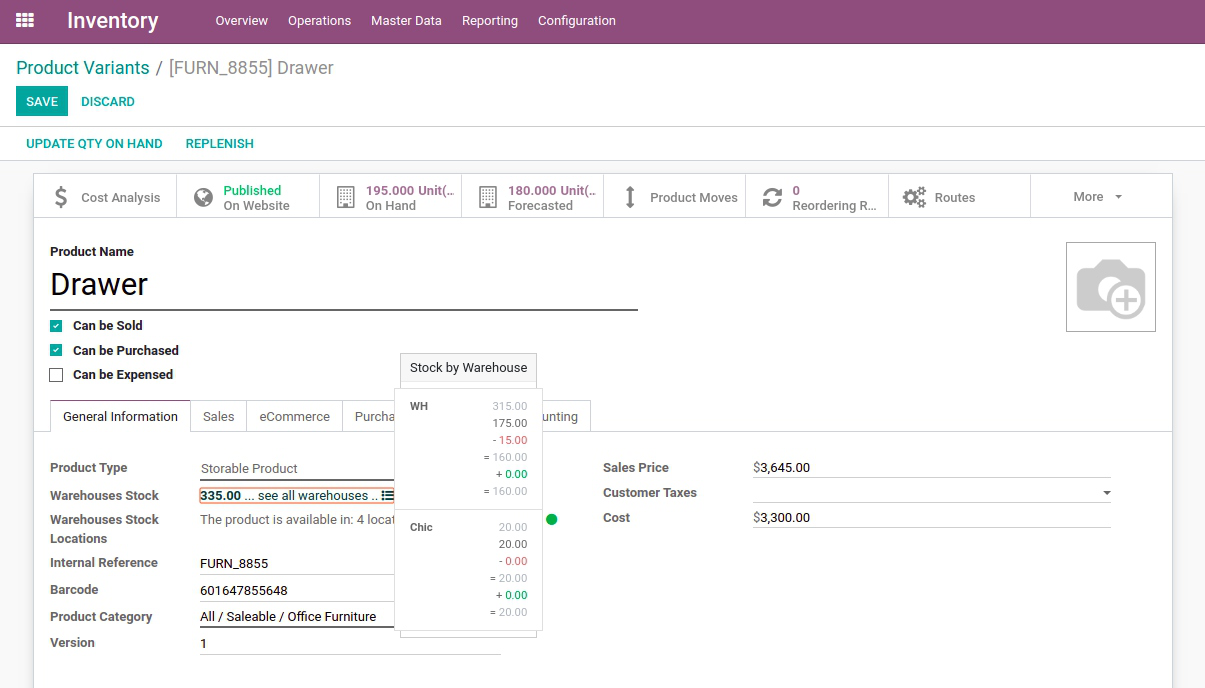 Inventory Overview Operations Master Data Reporting Configuration
Product Variants / [FURN_8855] Drawer
SAVE DISCARD
UPDATE QTY ON HAND REPLENISH
Cost Analysis
Published
On Website
195.000 Unit(...
On Hand
180.000 Unit(...
Forecasted
Product Moves
0
Reordering R...
Routes
More
Product Name
Drawer
Can be Sold
Can be Purchased
Can be Expensed
Stock by Warehouse
General Information Sales eCommerce Purcha unting
WH 315.00
175.00
- 15.00
= 160.00
+ 0.00
= 160.00
Chic 20.00
20.00
- 0.00
= 20.00
+ 0.00
= 20.00
Product Type Storable Product
Warehouses Stock 335.00 ... see all warehouses ..
Warehouses Stock The product is available in: 4 locat
Locations
Internal Reference FURN_8855
Barcode 601647855648
Product Category All / Saleable / Office Furniture
Version 1
Sales Price $3,645.00
Customer Taxes
Cost $3,300.00